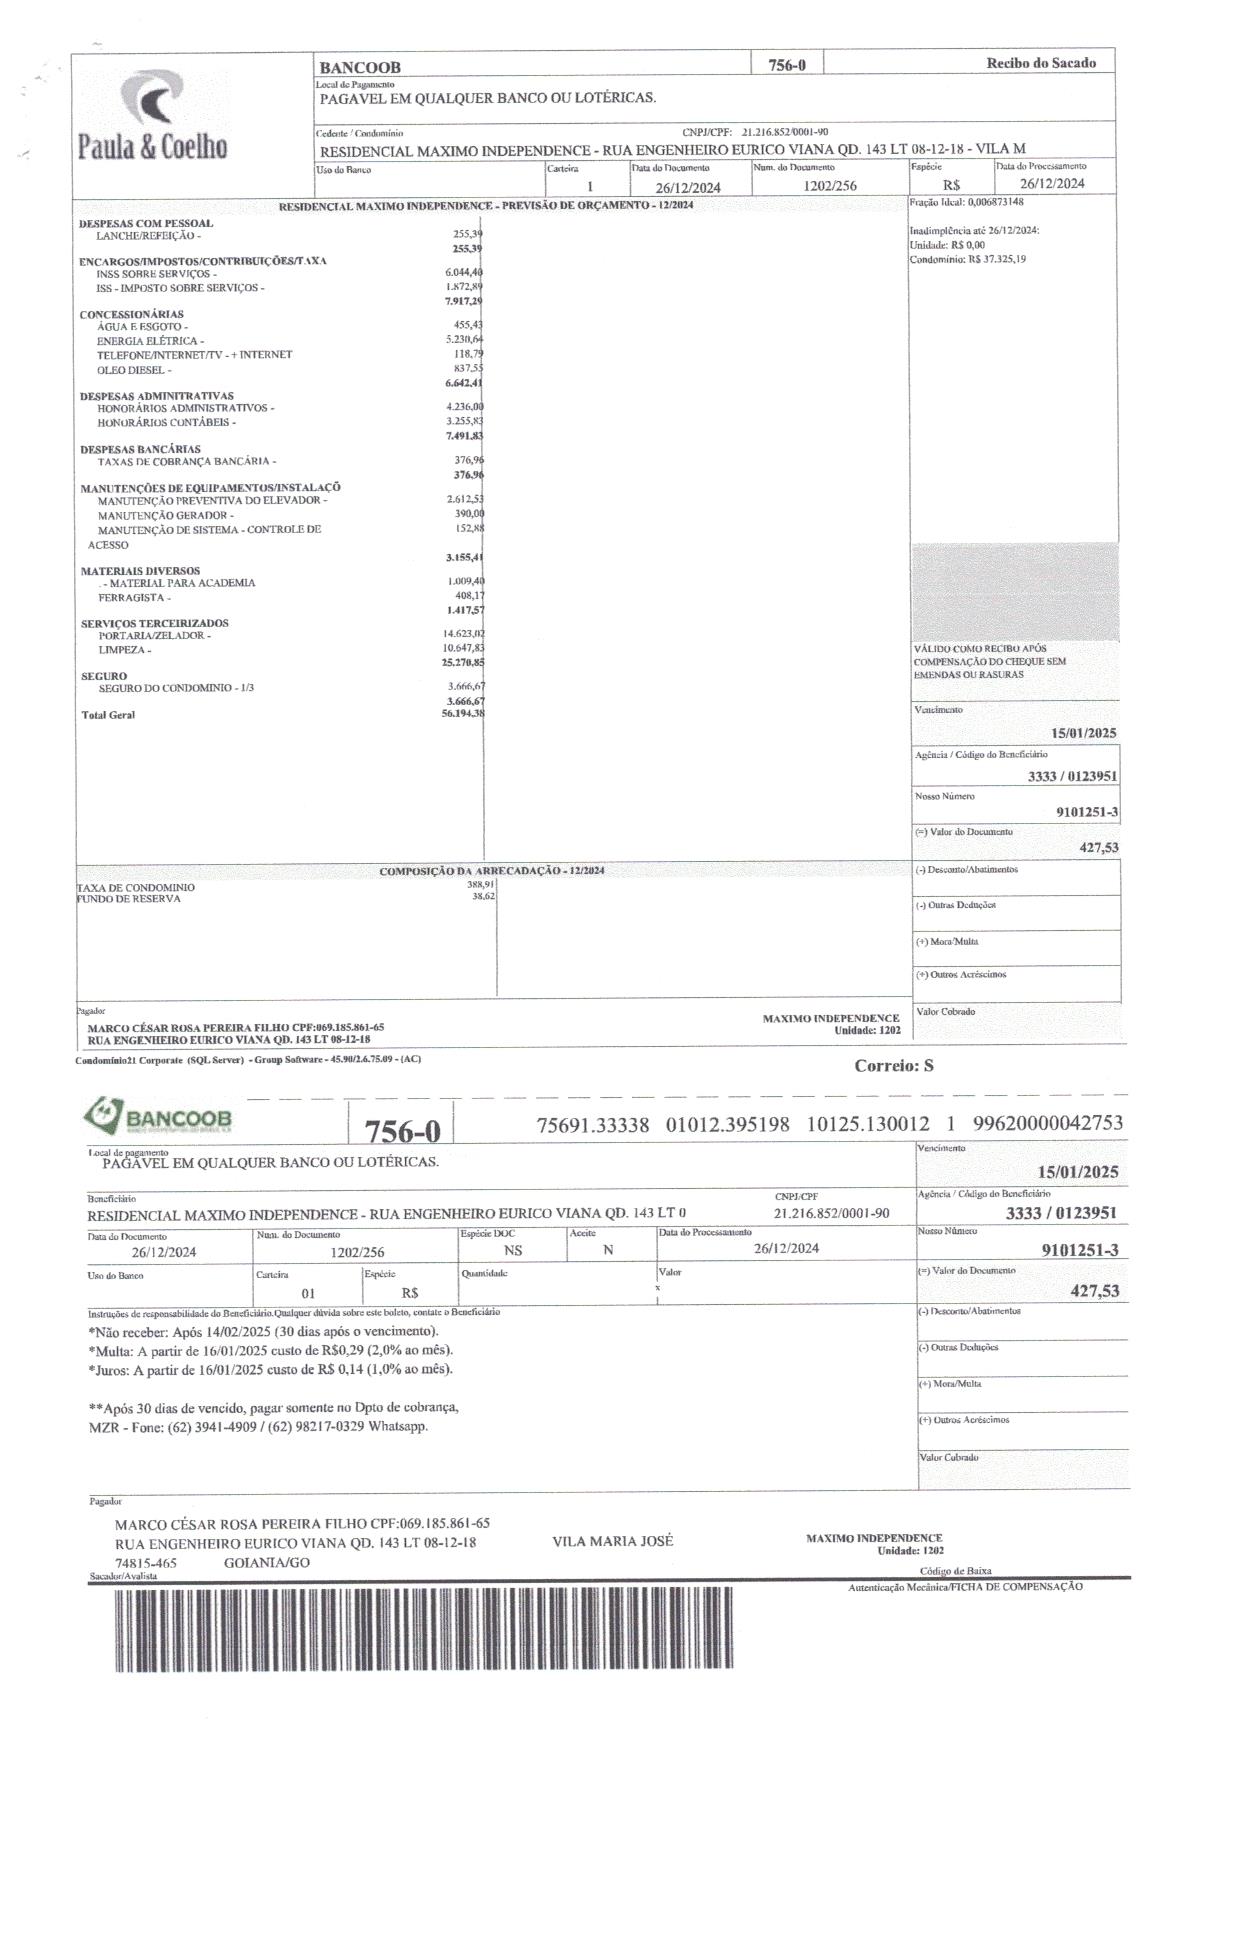 Paula & Coelho
BANCOOB 756-0 Recibo do Sacado
Local de Pagamento
PAGAVEL EM QUALQUER BANCO OU LOTÉRICAS.
Cedente / Condomínio CNPJ/CPF: 21.216.852/0001-90
RESIDENCIAL MAXIMO INDEPENDENCE - RUA ENGENHEIRO EURICO VIANA QD. 143 LT 08-12-18 - VILA M
Uso do Banco Carteira Data do Documento Num. do Documento Espécie Data do Processamento
1 26/12/2024 1202/256 R$ 26/12/2024
RESIDENCIAL MAXIMO INDEPENDENCE - PREVISÃO DE ORÇAMENTO - 12/2024
DESPESAS COM PESSOAL
LANCHE/REFEIÇÃO - 255,39
255,39
ENCARGOS/IMPOSTOS/CONTRIBUIÇÕES/TAXA
INSS SOBRE SERVIÇOS - 6.044,40
ISS - IMPOSTO SOBRE SERVIÇOS - 1.872,89
7.917,29
CONCESSIONÁRIAS
ÁGUA E ESGOTO - 455,43
ENERGIA ELÉTRICA - 5.230,64
TELEFONE/INTERNET/TV - + INTERNET 118,79
OLEO DIESEL - 837,55
6.642,41
DESPESAS ADMINITRATIVAS
HONORÁRIOS ADMINISTRATIVOS - 4.236,00
HONORÁRIOS CONTÁBEIS - 3.255,83
7.491,83
DESPESAS BANCÁRIAS
TAXAS DE COBRANÇA BANCÁRIA - 376,96
376,96
MANUTENÇÕES DE EQUIPAMENTOS/INSTALAÇÕ
MANUTENÇÃO PREVENTIVA DO ELEVADOR - 2.612,53
MANUTENÇÃO GERADOR - 390,00
MANUTENÇÃO DE SISTEMA - CONTROLE DE 152,88
ACESSO
3.155,41
MATERIAIS DIVERSOS
. - MATERIAL PARA ACADEMIA 1.009,40
FERRAGISTA - 408,17
1.417,57
SERVIÇOS TERCEIRIZADOS
PORTARIA/ZELADOR - 14.623,02
LIMPEZA - 10.647,83
25.270,85
SEGURO
SEGURO DO CONDOMINIO - 1/3 3.666,67
3.666,67
Total Geral 56.194,38
Fração Ideal: 0,006873148
Inadimplência até 26/12/2024:
Unidade: R$ 0,00
Condomínio: R$ 37.325,19
VÁLIDO COMO RECIBO APÓS
COMPENSAÇÃO DO CHEQUE SEM
EMENDAS OU RASURAS
Vencimento
15/01/2025
Agência / Código do Beneficiário
3333 / 0123951
Nosso Número
9101251-3
(=) Valor do Documento
427,53
COMPOSIÇÃO DA ARRECADAÇÃO - 12/2024
TAXA DE CONDOMINIO 388,91
FUNDO DE RESERVA 38,62
(-) Desconto/Abatimentos
(-) Outras Deduções
(+) Mora/Multa
(+) Outros Acréscimos
Valor Cobrado
Pagador
MARCO CÉSAR ROSA PEREIRA FILHO CPF:069.185.861-65 MAXIMO INDEPENDENCE
RUA ENGENHEIRO EURICO VIANA QD. 143 LT 08-12-18 Unidade: 1202
Condomínio21 Corporate (SQL Server) - Group Software - 45.90/2.6.75.09 - (AC)
Correio: S
BANCOOB 756-0 75691.33338 01012.395198 10125.130012 1 99620000042753
Local de pagamento Vencimento
PAGÁVEL EM QUALQUER BANCO OU LOTÉRICAS. 15/01/2025
Beneficiário CNPJ/CPF Agência / Código do Beneficiário
RESIDENCIAL MAXIMO INDEPENDENCE - RUA ENGENHEIRO EURICO VIANA QD. 143 LT 0 21.216.852/0001-90 3333 / 0123951
Data do Documento Num. do Documento Espécie DOC Aceite Data do Processamento Nosso Número
26/12/2024 1202/256 NS N 26/12/2024 9101251-3
Uso do Banco Carteira Espécie Quantidade Valor (=) Valor do Documento
01 R$ x 427,53
Instruções de responsabilidade do Beneficiário.Qualquer dúvida sobre este boleto, contate o Beneficiário
*Não receber: Após 14/02/2025 (30 dias após o vencimento).
*Multa: A partir de 16/01/2025 custo de R$0,29 (2,0% ao mês).
*Juros: A partir de 16/01/2025 custo de R$ 0,14 (1,0% ao mês).
**Após 30 dias de vencido, pagar somente no Dpto de cobrança,
MZR - Fone: (62) 3941-4909 / (62) 98217-0329 Whatsapp.
(-) Desconto/Abatimentos
(-) Outras Deduções
(+) Mora/Multa
(+) Outros Acréscimos
Valor Cobrado
Pagador
MARCO CÉSAR ROSA PEREIRA FILHO CPF:069.185.861-65
RUA ENGENHEIRO EURICO VIANA QD. 143 LT 08-12-18 VILA MARIA JOSÉ MAXIMO INDEPENDENCE
Unidade: 1202
74815-465 GOIANIA/GO
Sacador/Avalista Código de Baixa
Autenticação Mecânica/FICHA DE COMPENSAÇÃO